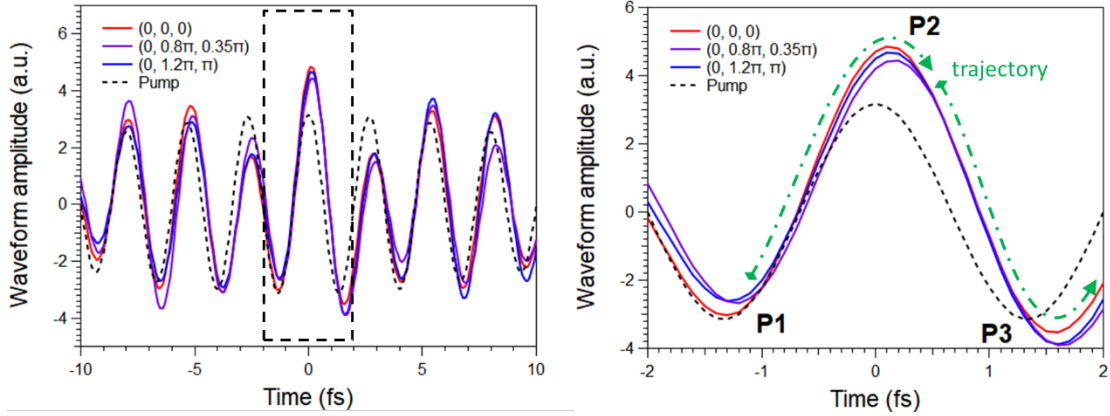 Waveform amplitude (a.u.)
6
4
2
0
-2
-4
(0, 0, 0)
(0, 0.8π, 0.35π)
(0, 1.2π, π)
Pump
-10
-5
0
5
10
Time (fs)
Waveform amplitude (a.u.)
6
4
2
0
-2
-4
(0, 0, 0)
(0, 0.8π, 0.35π)
(0, 1.2π, π)
Pump
P2
trajectory
P1
P3
-2
-1
0
1
2
Time (fs)